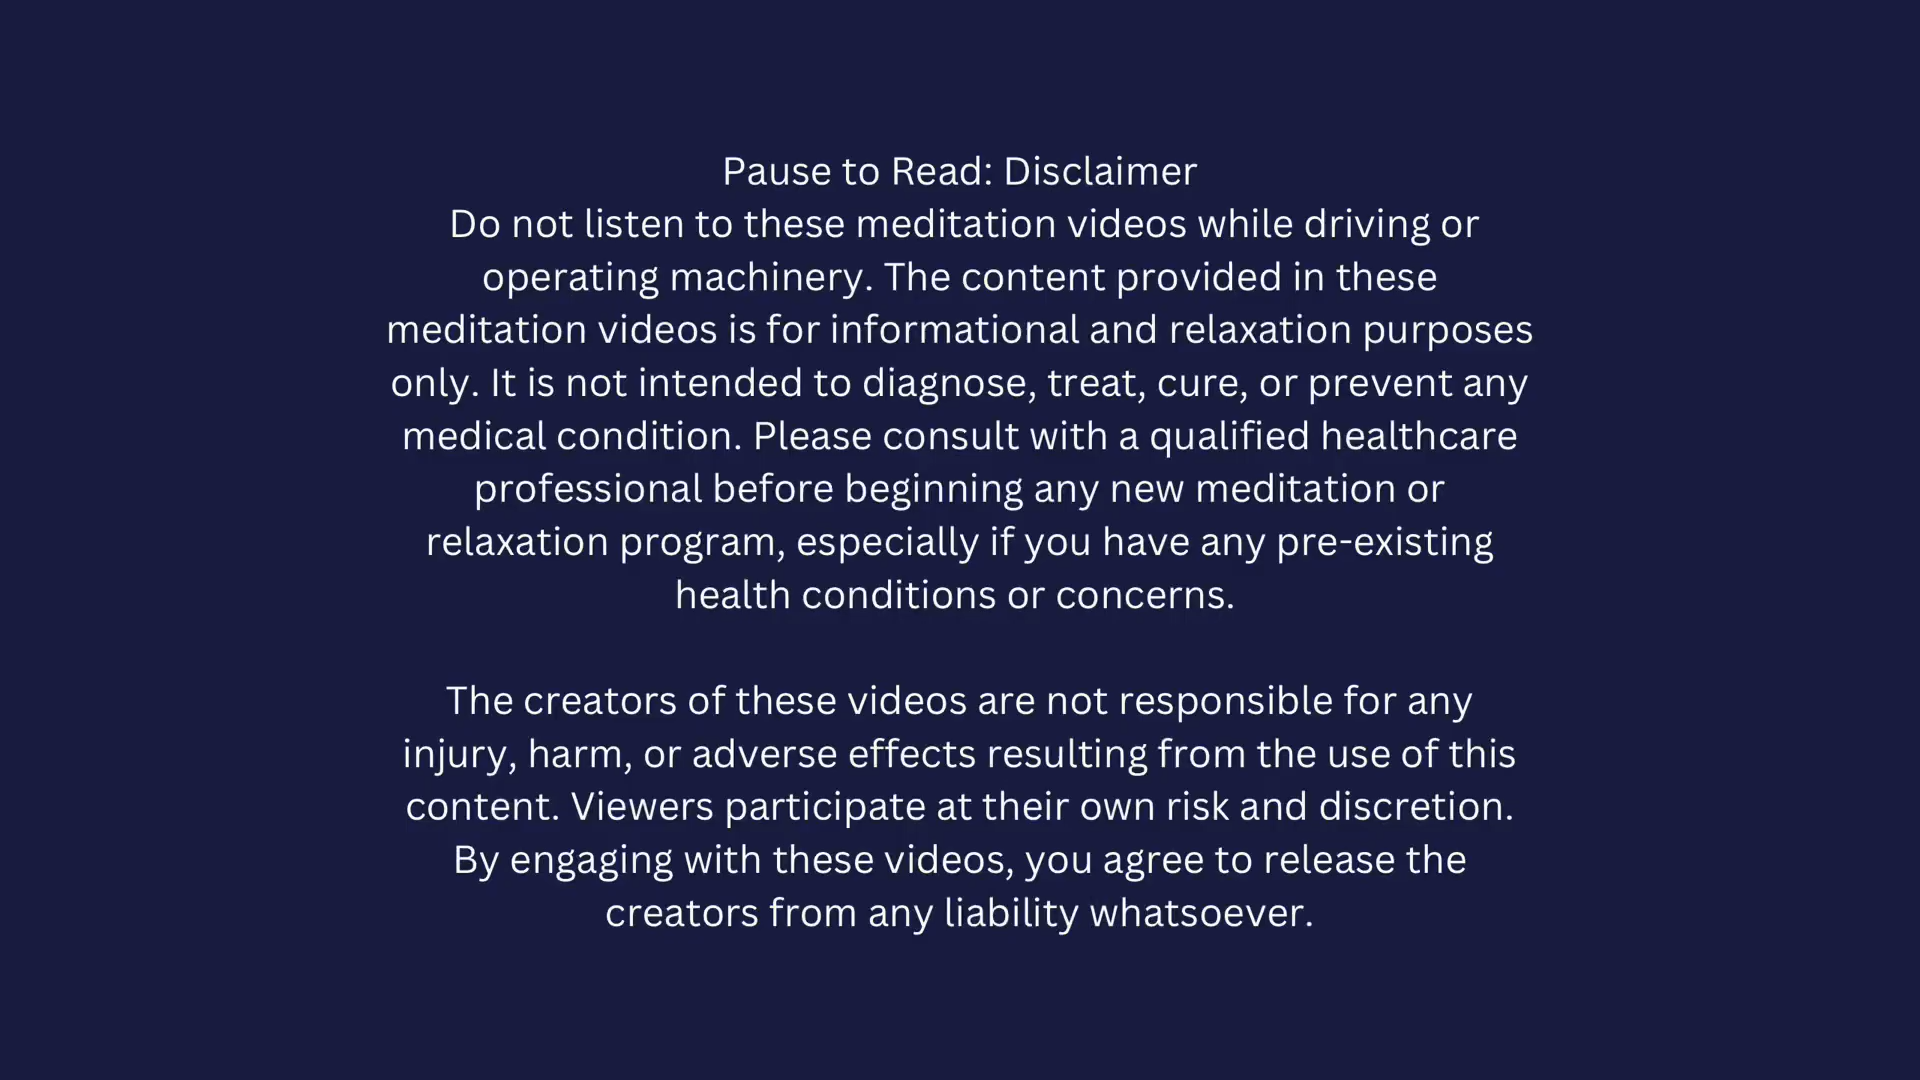 Pause to Read: Disclaimer
Do not listen to these meditation videos while driving or
operating machinery. The content provided in these
meditation videos is for informational and relaxation purposes
only. It is not intended to diagnose, treat, cure, or prevent any
medical condition. Please consult with a qualified healthcare
professional before beginning any new meditation or
relaxation program, especially if you have any pre-existing
health conditions or concerns.
The creators of these videos are not responsible for any
injury, harm, or adverse effects resulting from the use of this
content. Viewers participate at their own risk and discretion.
By engaging with these videos, you agree to release the
creators from any liability whatsoever.